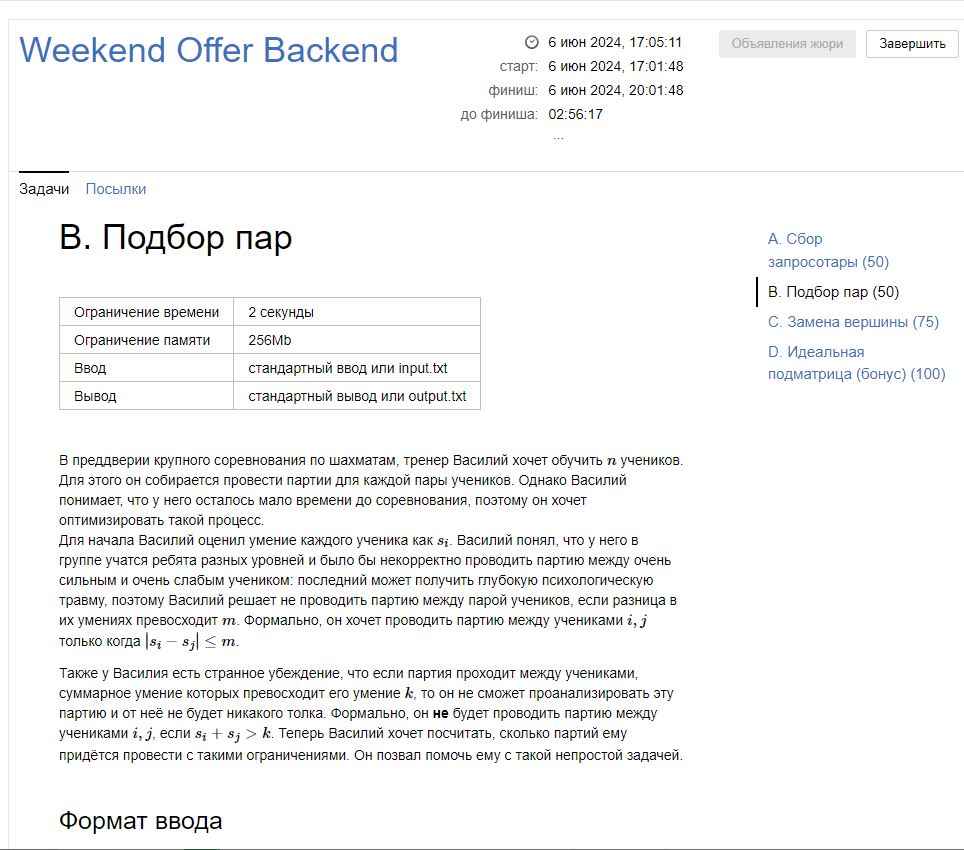 Weekend Offer Backend
6 июн 2024, 17:05:11
старт: 6 июн 2024, 17:01:48
финиш: 6 июн 2024, 20:01:48
до финиша: 02:56:17
...
Объявления жюри
Завершить
Задачи Посылки
B. Подбор пар
Ограничение времени 2 секунды
Ограничение памяти 256Mb
Ввод стандартный ввод или input.txt
Вывод стандартный вывод или output.txt
В преддверии крупного соревнования по шахматам, тренер Василий хочет обучить n учеников.
Для этого он собирается провести партии для каждой пары учеников. Однако Василий
понимает, что у него осталось мало времени до соревнования, поэтому он хочет
оптимизировать такой процесс.
Для начала Василий оценил умение каждого ученика как s_i. Василий понял, что у него в
группе учатся ребята разных уровней и было бы некорректно проводить партию между очень
сильным и очень слабым учеником: последний может получить глубокую психологическую
травму, поэтому Василий решает не проводить партию между парой учеников, если разница в
их умениях превосходит m. Формально, он хочет проводить партию между учениками i, j
только когда |s_i − s_j| ≤ m.
Также у Василия есть странное убеждение, что если партия проходит между учениками,
суммарное умение которых превосходит его умение k, то он не сможет проанализировать эту
партию и от неё не будет никакого толка. Формально, он не будет проводить партию между
учениками i, j, если s_i + s_j > k. Теперь Василий хочет посчитать, сколько партий ему
придётся провести с такими ограничениями. Он позвал помочь ему с такой непростой задачей.
Формат ввода
A. Сбор
запросотары (50)
B. Подбор пар (50)
C. Замена вершины (75)
D. Идеальная
подматрица (бонус) (100)